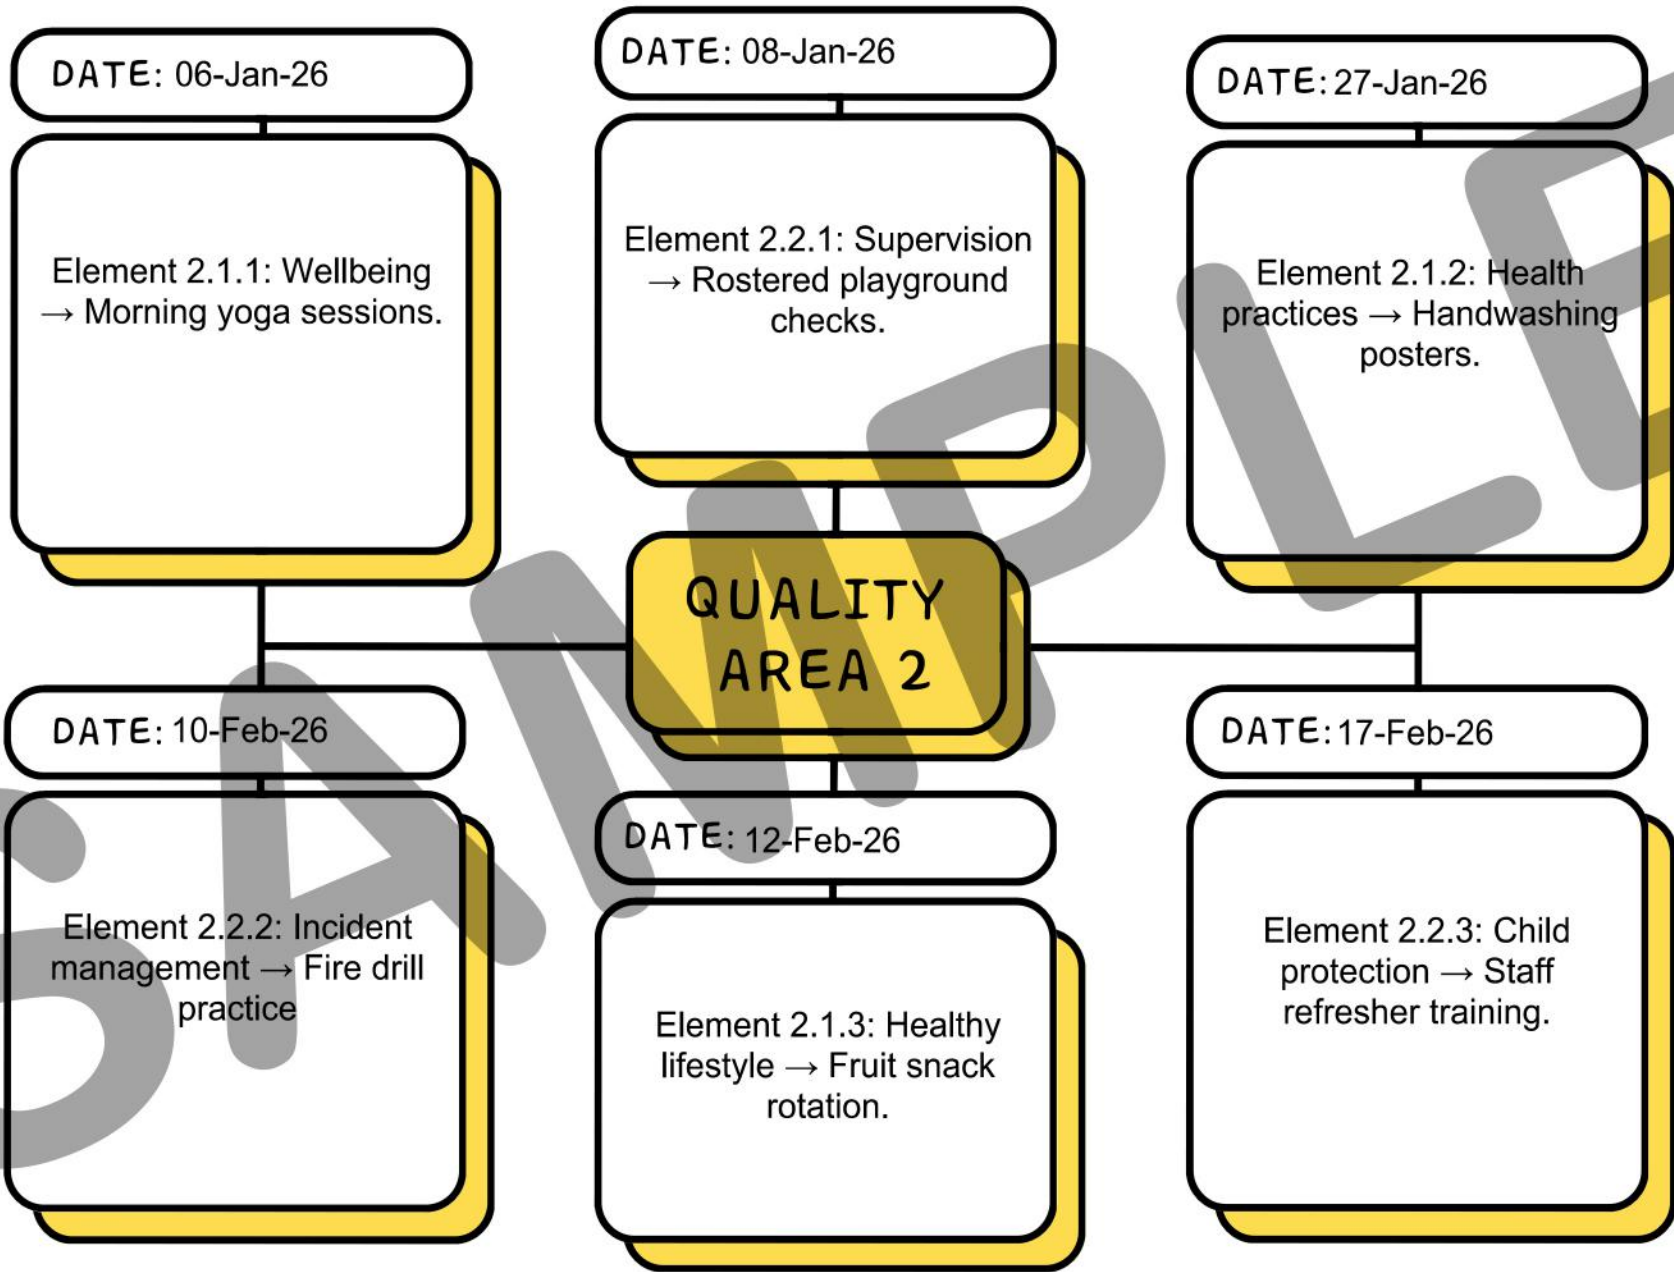 DATE: 06-Jan-26
Element 2.1.1: Wellbeing
→ Morning yoga sessions.
DATE: 08-Jan-26
Element 2.2.1: Supervision
→ Rostered playground
checks.
DATE: 27-Jan-26
Element 2.1.2: Health
practices → Handwashing
posters.
QUALITY
AREA 2
DATE: 10-Feb-26
Element 2.2.2: Incident
management → Fire drill
practice
DATE: 12-Feb-26
Element 2.1.3: Healthy
lifestyle → Fruit snack
rotation.
DATE: 17-Feb-26
Element 2.2.3: Child
protection → Staff
refresher training.
SAMPLE